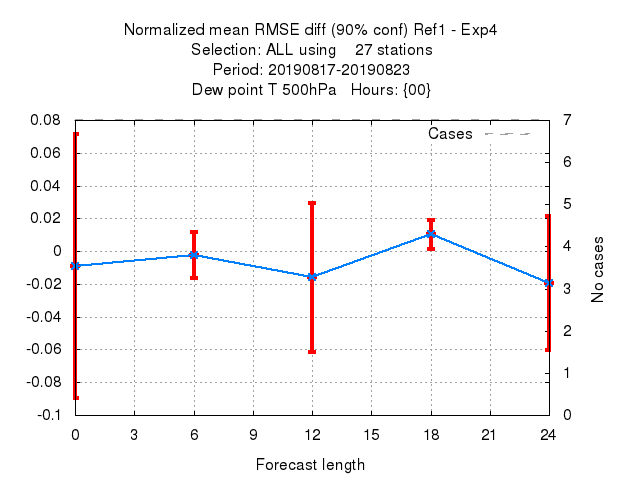 Normalized mean RMSE diff (90% conf) Ref1 - Exp4
Selection: ALL using 27 stations
Period: 20190817-20190823
Dew point T 500hPa Hours: {00}
Cases
0.08
0.06
0.04
0.02
0
-0.02
-0.04
-0.06
-0.08
-0.1
7
6
5
4
3
2
1
0
No cases
0 3 6 9 12 15 18 21 24
Forecast length